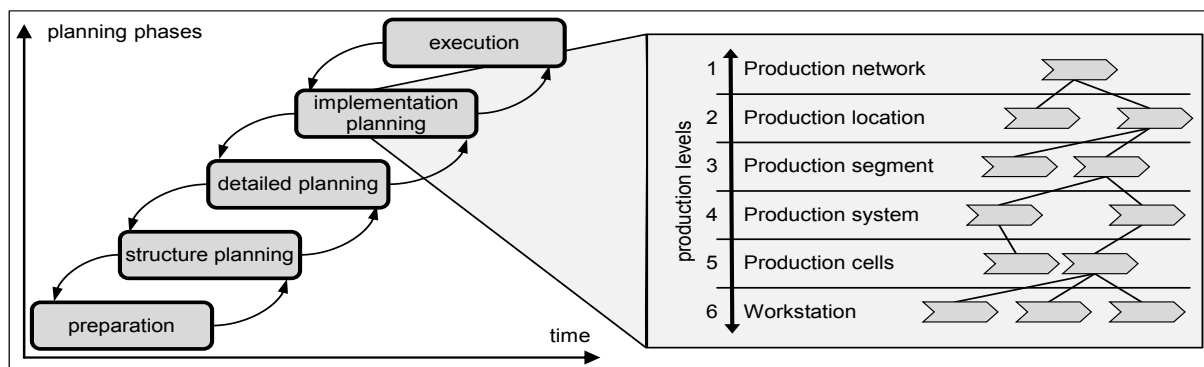 planning phases
execution
implementation
planning
detailed planning
structure planning
preparation
time
production levels
1 Production network
2 Production location
3 Production segment
4 Production system
5 Production cells
6 Workstation